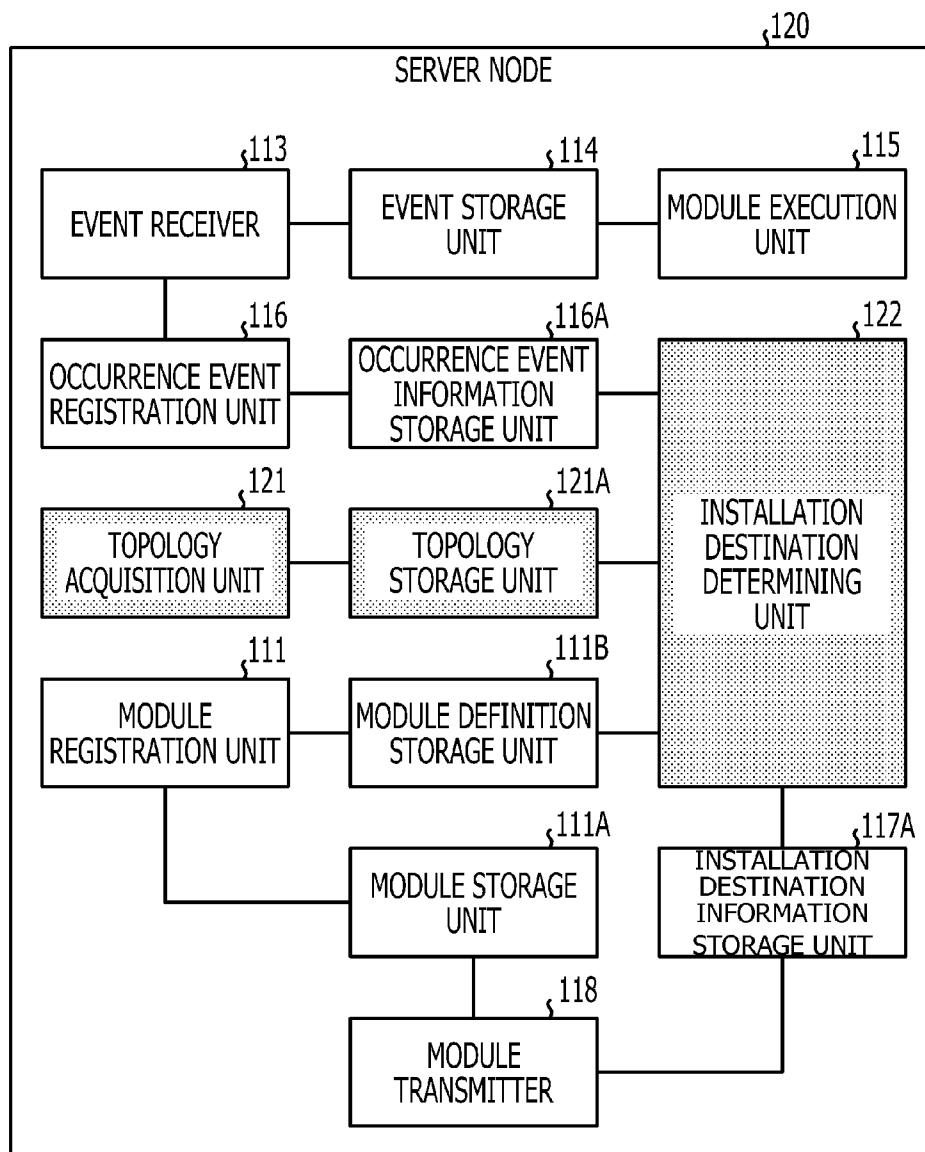 120
SERVER NODE
113
EVENT RECEIVER
114
EVENT STORAGE
UNIT
115
MODULE EXECUTION
UNIT
116
OCCURRENCE EVENT
REGISTRATION UNIT
116A
OCCURRENCE EVENT
INFORMATION
STORAGE UNIT
122
INSTALLATION
DESTINATION
DETERMINING
UNIT
121
TOPOLOGY
ACQUISITION UNIT
121A
TOPOLOGY
STORAGE UNIT
111
MODULE
REGISTRATION UNIT
111B
MODULE DEFINITION
STORAGE UNIT
111A
MODULE STORAGE
UNIT
117A
INSTALLATION
DESTINATION
INFORMATION
STORAGE UNIT
118
MODULE
TRANSMITTER